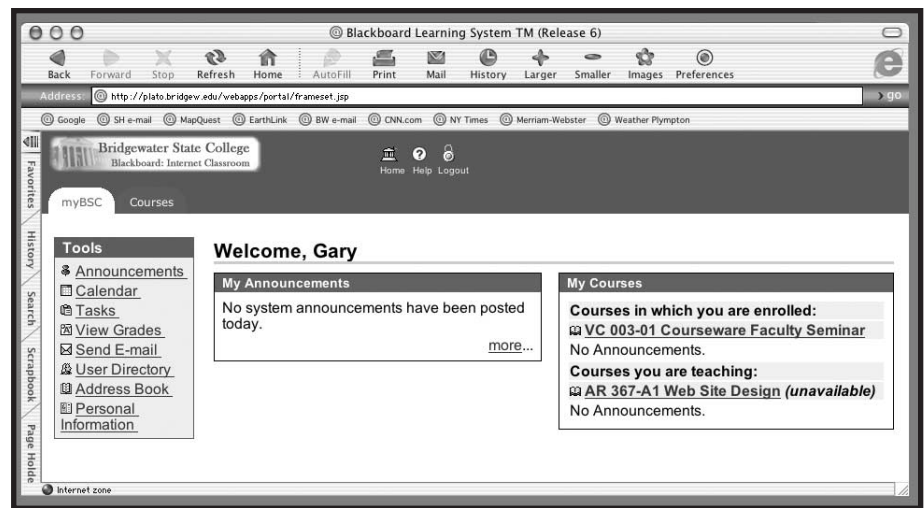 @ Blackboard Learning System TM (Release 6)
Back Forward Stop Refresh Home AutoFill Print Mail History Larger Smaller Images Preferences
Address: @ http://plato.bridgew.edu/webapps/portal/frameset.jsp go
@ Google @ SH e-mail @ MapQuest @ EarthLink @ BW e-mail @ CNN.com @ NY Times @ Merriam-Webster @ Weather Plympton
Favorites
History
Search
Scrapbook
Page Holde
Bridgewater State College
Blackboard: Internet Classroom
Home Help Logout
myBSC Courses
Tools
Announcements
Calendar
Tasks
View Grades
Send E-mail
User Directory
Address Book
Personal
Information
Welcome, Gary
My Announcements
No system announcements have been posted
today.
more...
My Courses
Courses in which you are enrolled:
VC 003-01 Courseware Faculty Seminar
No Announcements.
Courses you are teaching:
AR 367-A1 Web Site Design (unavailable)
No Announcements.
Internet zone